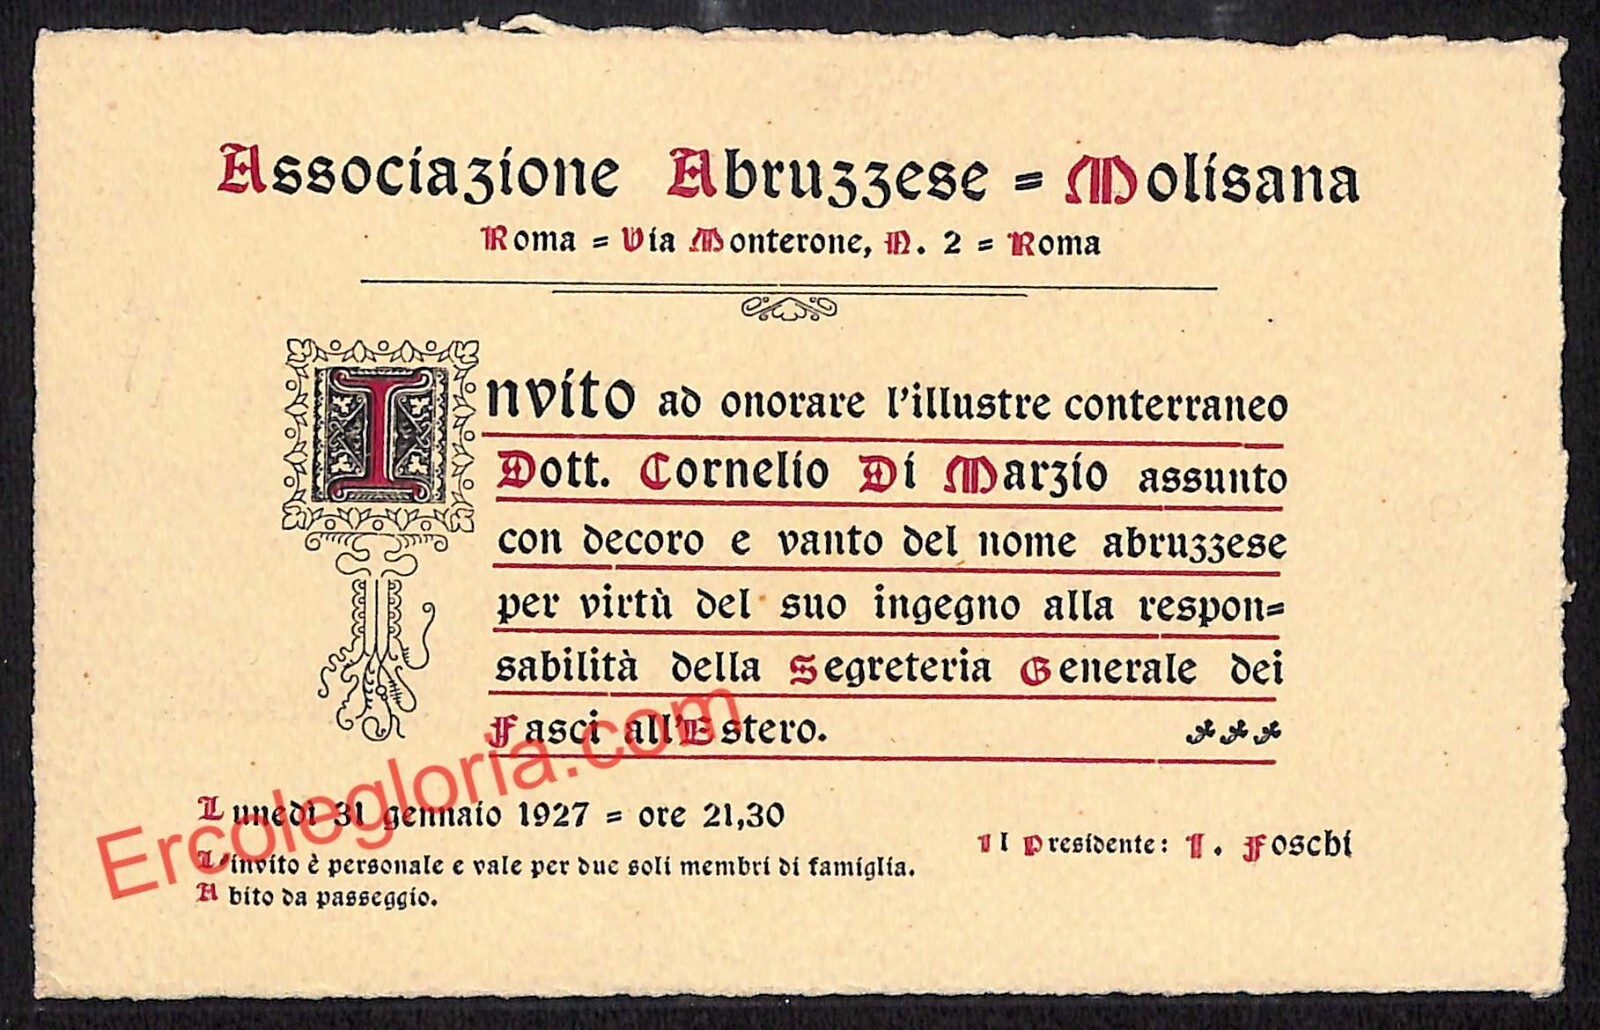 Associazione Abruzzese = Molisana
Roma = Via Monterone, N. 2 = Roma
Invito ad onorare l'illustre conterraneo
Dott. Cornelio Di Marzio assunto
con decoro e vanto del nome abruzzese
per virtù del suo ingegno alla respon=
sabilità della Segreteria Generale dei
Fasci all'Estero.
Lunedì 31 gennaio 1927 = ore 21,30
Il Presidente: I. Foschi
L'invito è personale e vale per due soli membri di famiglia.
Abito da passeggio.
Ercolegloria.com